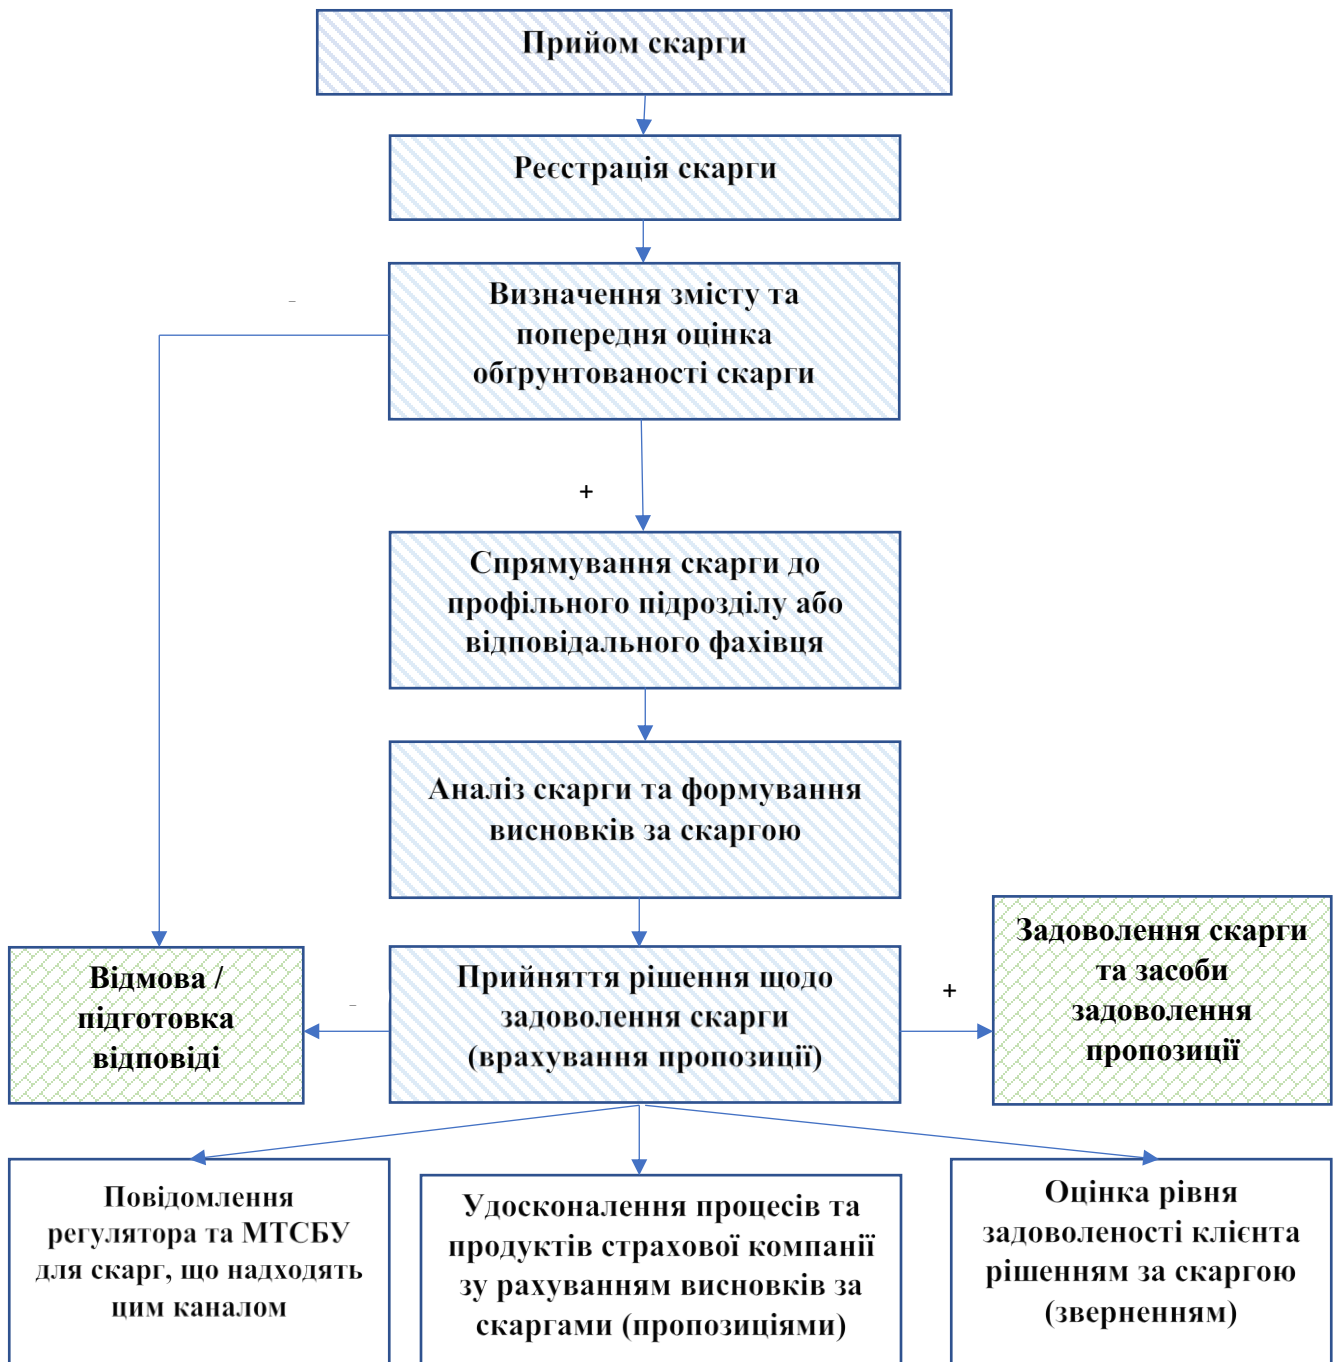 Прийом скарги
Реєстрація скарги
Визначення змісту та
попередня оцінка
обґрунтованості скарги
-
+
Спрямування скарги до
профільного підрозділу або
відповідального фахівця
Аналіз скарги та формування
висновків за скаргою
Відмова /
підготовка
відповіді
-
Прийняття рішення щодо
задоволення скарги
(врахування пропозиції)
+
Задоволення скарги
та засоби
задоволення
пропозиції
Повідомлення
регулятора та МТСБУ
для скарг, що надходять
цим каналом
Удосконалення процесів та
продуктів страхової компанії
зу рахуванням висновків за
скаргами (пропозиціями)
Оцінка рівня
задоволеності клієнта
рішенням за скаргою
(зверненням)